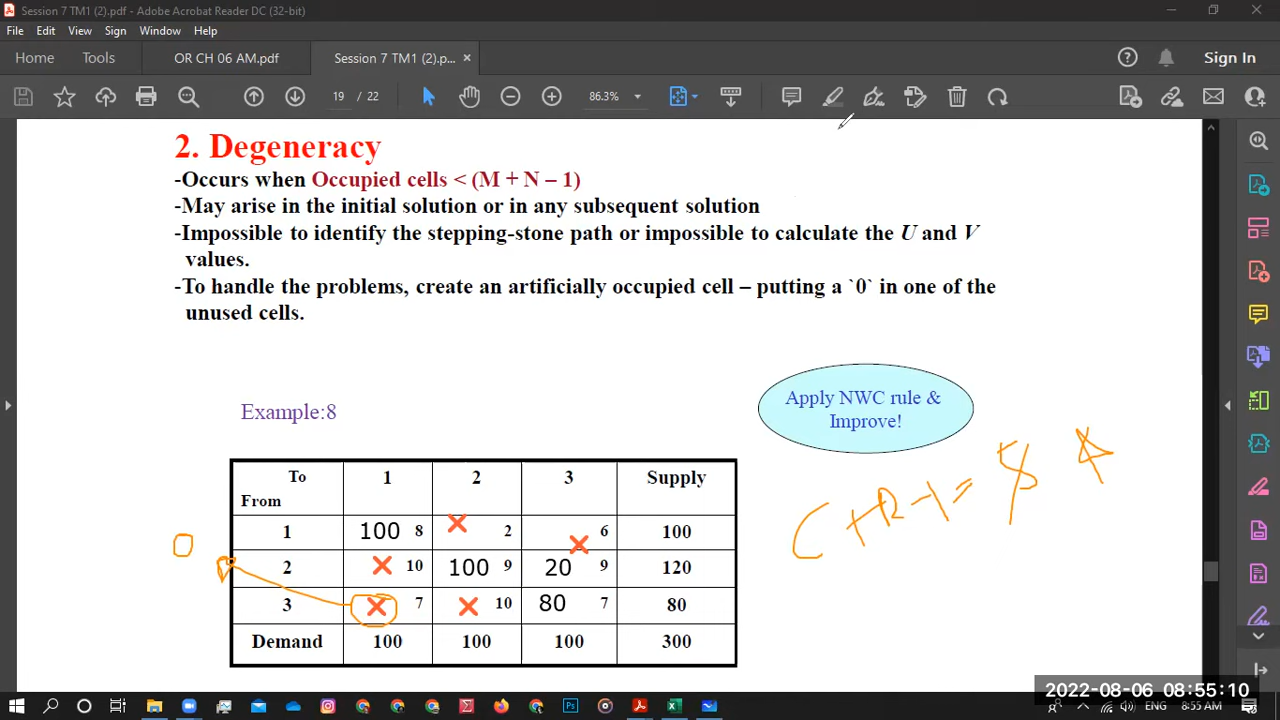 Session 7 TM1 (2).pdf - Adobe Acrobat Reader DC (32-bit)
File Edit View Sign Window Help
Home Tools OR CH 06 AM.pdf Session 7 TM1 (2).p... × Sign In
19 / 22 86.3%
2. Degeneracy
-Occurs when Occupied cells < (M + N – 1)
-May arise in the initial solution or in any subsequent solution
-Impossible to identify the stepping-stone path or impossible to calculate the U and V
values.
-To handle the problems, create an artificially occupied cell – putting a `0` in one of the
unused cells.
Apply NWC rule &
Improve!
Example:8
C+R-1= 5 4
To 1 2 3 Supply
From
1 100 8 × 2 × 6 100
0
2 × 10 100 9 20 9 120
3 × 7 × 10 80 7 80
Demand 100 100 100 300
2022-08-06 08:55:10
ENG 8:55 AM